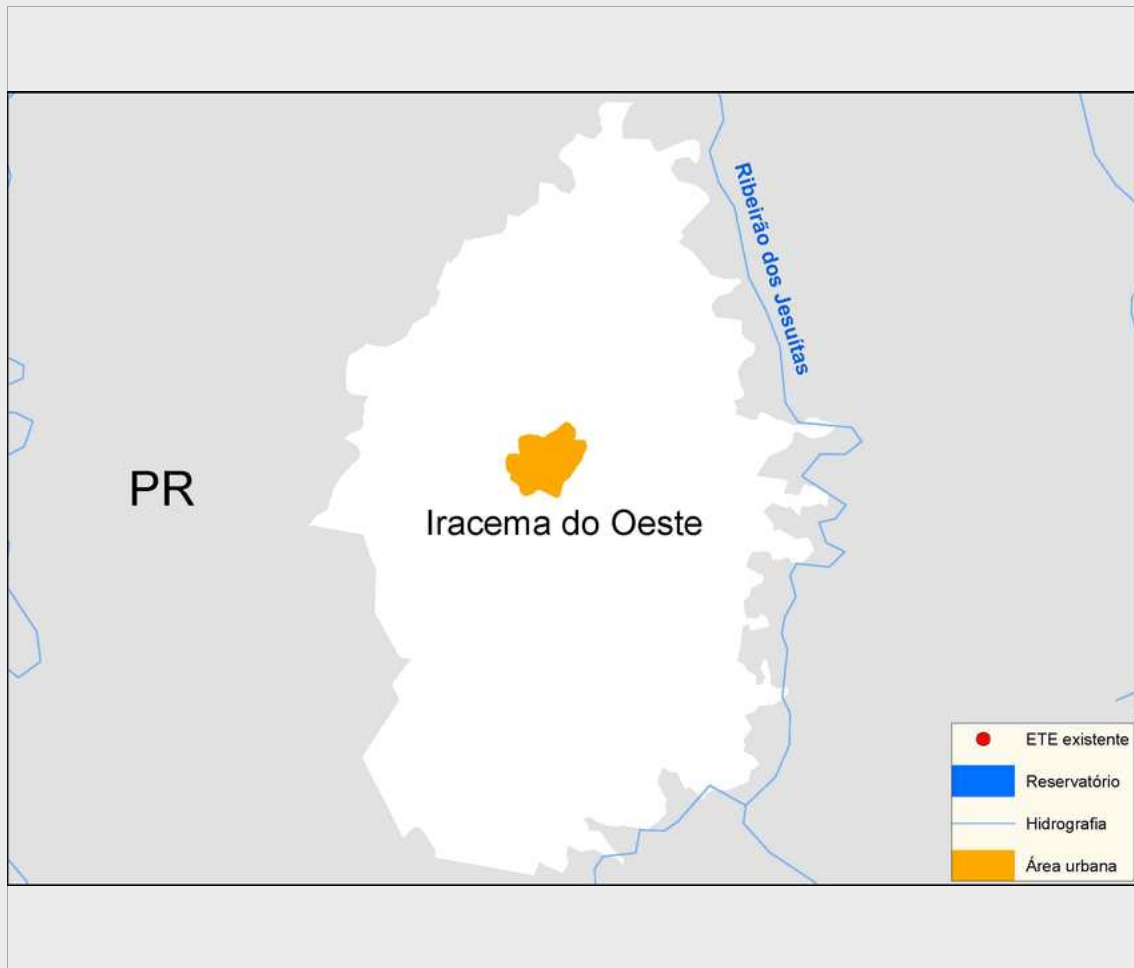 Ribeirão dos Jesuítas
PR
Iracema do Oeste
ETE existente
Reservatório
Hidrografia
Área urbana